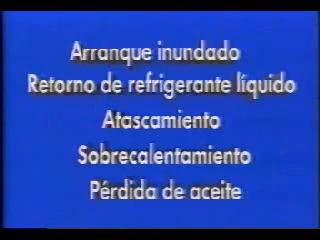 Arranque inundado
Retorno de refrigerante líquido
Atascamiento
Sobrecalentamiento
Pérdida de aceite